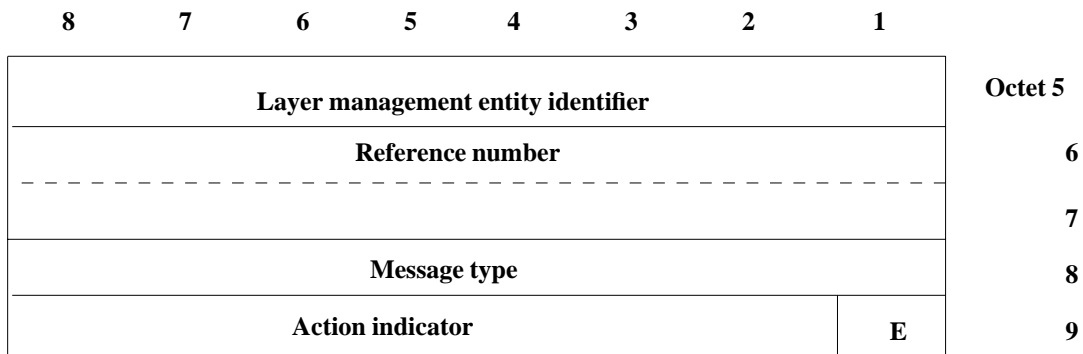 8 7 6 5 4 3 2 1
Layer management entity identifier Octet 5
Reference number 6
7
Message type 8
Action indicator E 9